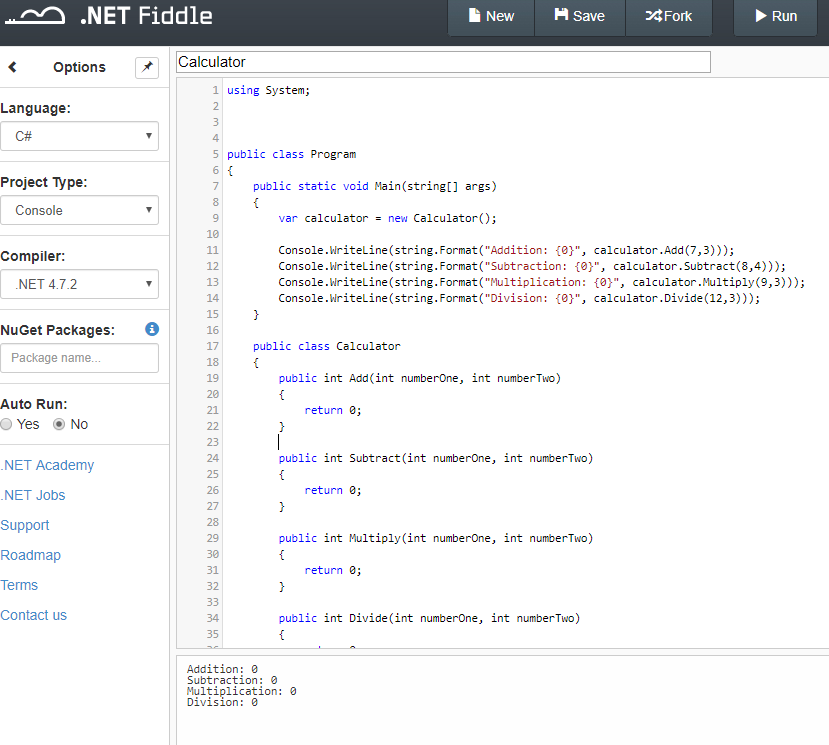 .NET Fiddle
New
Save
Fork
Run
Options
Calculator
Language:
C#
Project Type:
Console
Compiler:
.NET 4.7.2
NuGet Packages:
Package name...
Auto Run:
Yes No
.NET Academy
.NET Jobs
Support
Roadmap
Terms
Contact us
1 using System;
2
3
4
5 public class Program
6 {
7     public static void Main(string[] args)
8     {
9         var calculator = new Calculator();
10
11         Console.WriteLine(string.Format("Addition: {0}", calculator.Add(7,3)));
12         Console.WriteLine(string.Format("Subtraction: {0}", calculator.Subtract(8,4)));
13         Console.WriteLine(string.Format("Multiplication: {0}", calculator.Multiply(9,3)));
14         Console.WriteLine(string.Format("Division: {0}", calculator.Divide(12,3)));
15     }
16
17     public class Calculator
18     {
19         public int Add(int numberOne, int numberTwo)
20         {
21             return 0;
22         }
23
24         public int Subtract(int numberOne, int numberTwo)
25         {
26             return 0;
27         }
28
29         public int Multiply(int numberOne, int numberTwo)
30         {
31             return 0;
32         }
33
34         public int Divide(int numberOne, int numberTwo)
35         {
Addition: 0
Subtraction: 0
Multiplication: 0
Division: 0